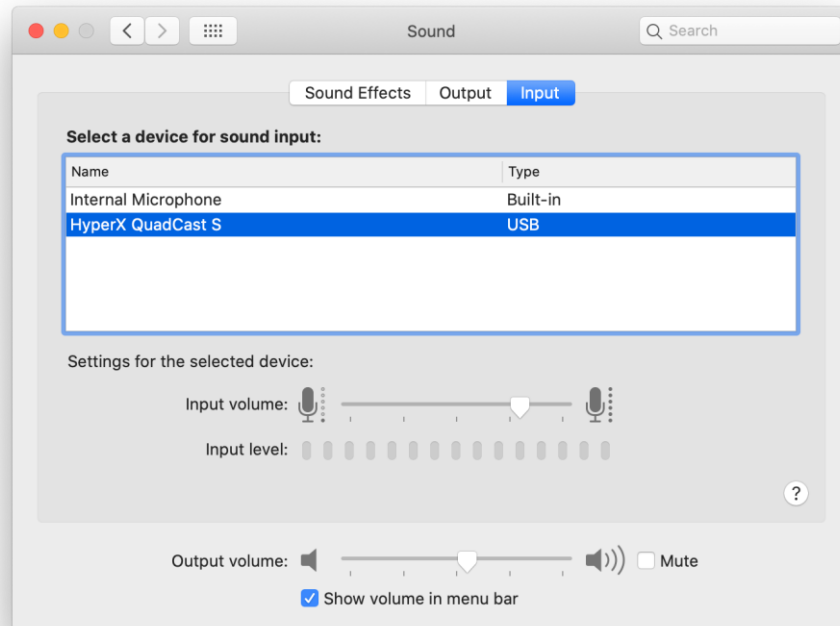 Sound
Search
Sound Effects Output Input
Select a device for sound input:
Name Type
Internal Microphone Built-in
HyperX QuadCast S USB
Settings for the selected device:
Input volume:
Input level:
?
Output volume: Mute
Show volume in menu bar